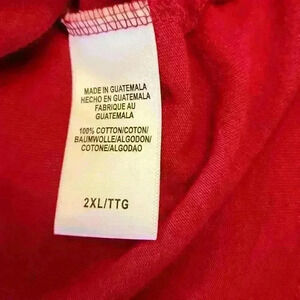 MADE IN GUATEMALA
HECHO EN GUATEMALA
FABRIQUE AU
GUATEMALA
100% COTTON/COTON/
BAUMWOLLE/ALGODON/
COTONE/ALGODAO
2XL/TTG